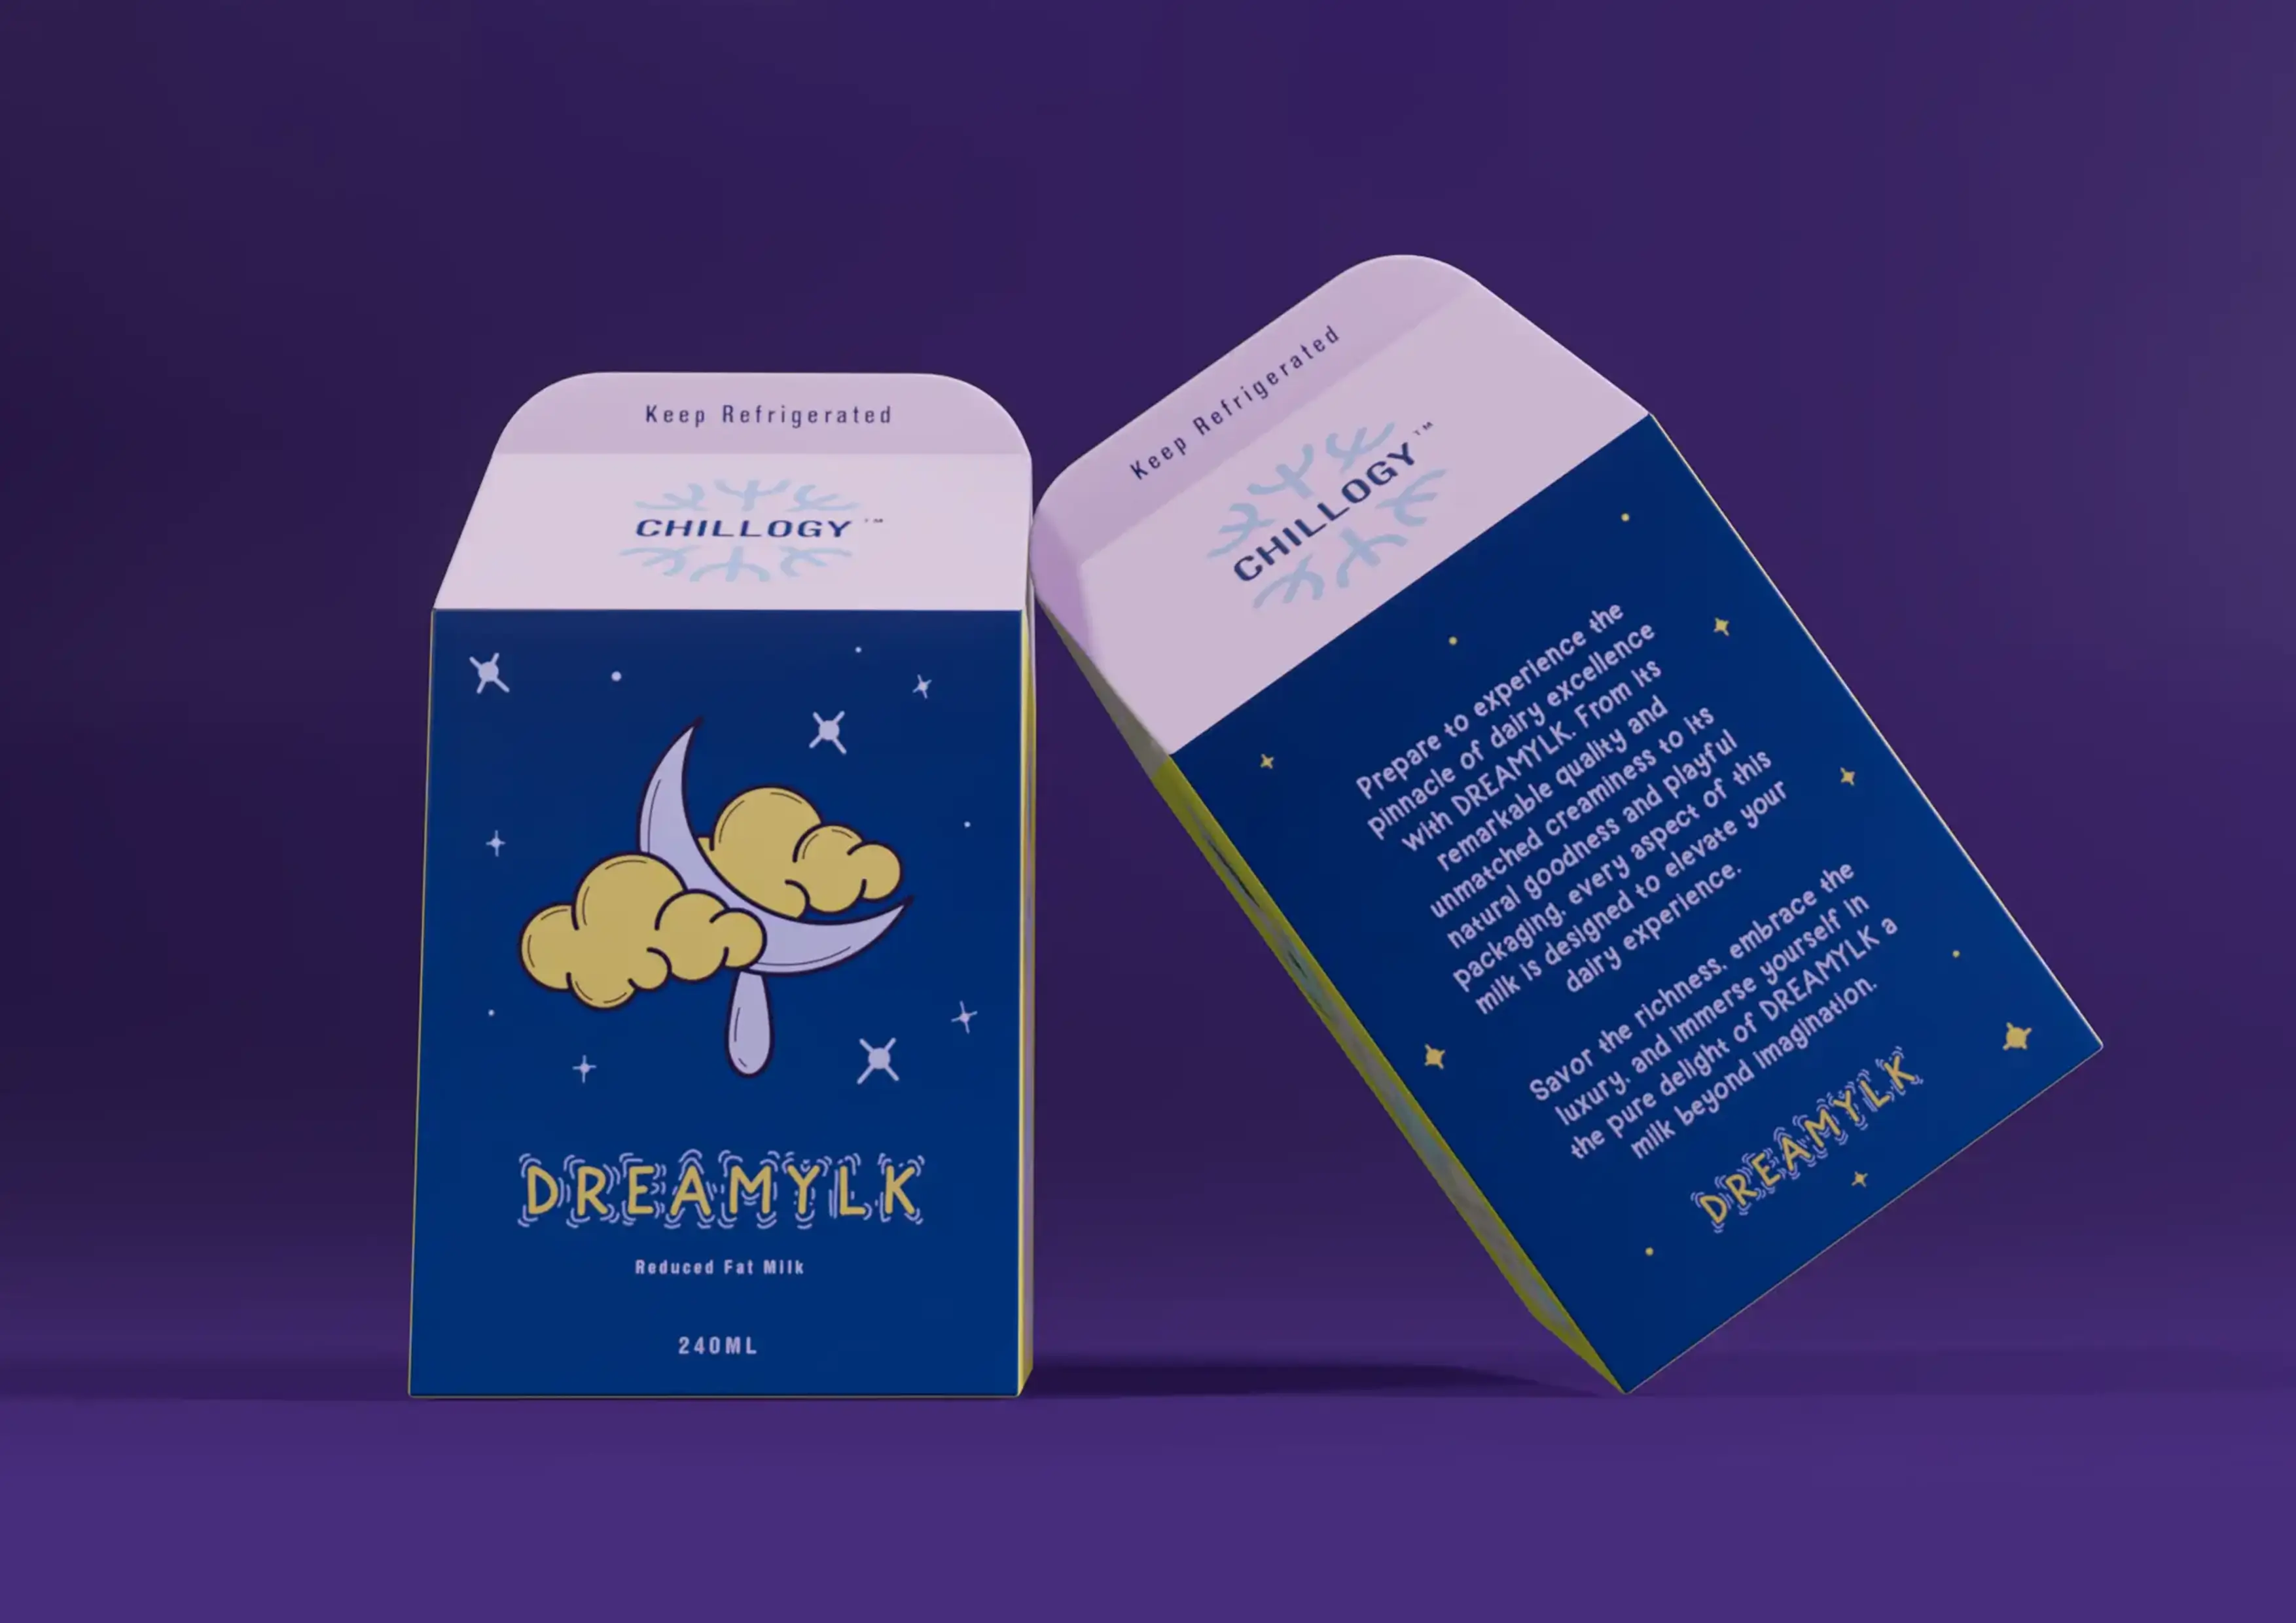 Keep Refrigerated
CHILLOGY™
DREAMYLK
Reduced Fat Milk
240ML
Keep Refrigerated
CHILLOGY™
Prepare to experience the
pinnacle of dairy excellence
with DREAMYLK. From its
remarkable quality and
unmatched creaminess to its
natural goodness and playful
packaging, every aspect of this
milk is designed to elevate your
dairy experience.
Savor the richness, embrace the
luxury, and immerse yourself in
the pure delight of DREAMYLK a
milk beyond imagination.
DREAMYLK